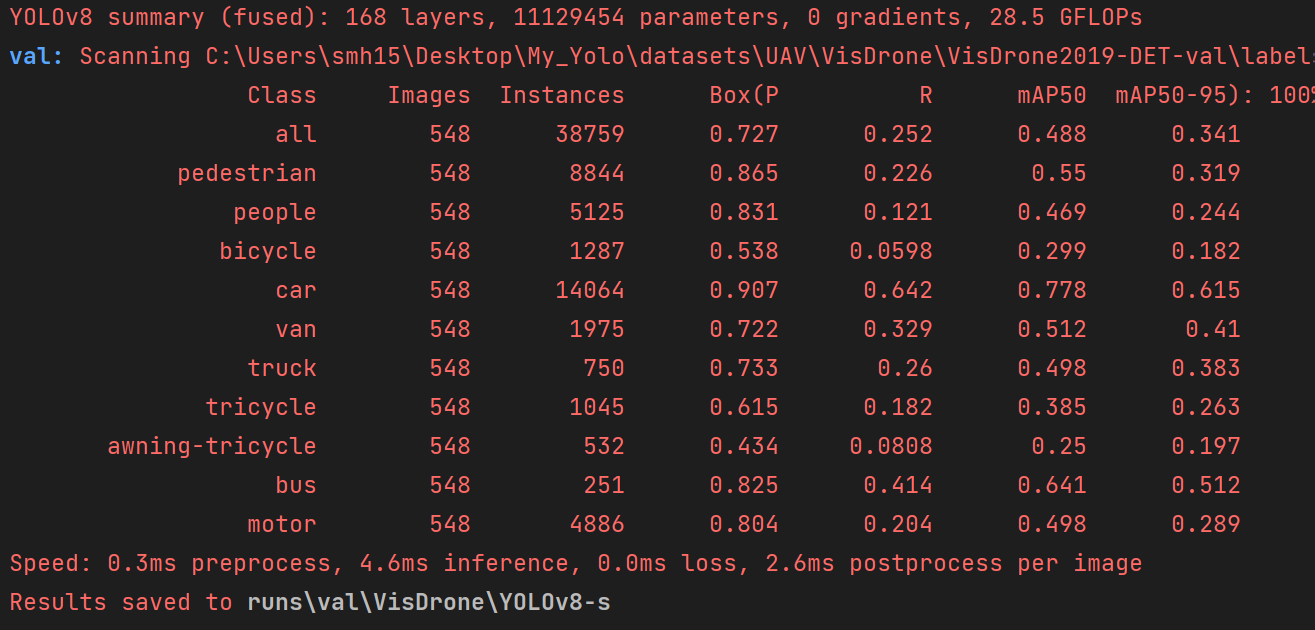 YOLOv8 summary (fused): 168 layers, 11129454 parameters, 0 gradients, 28.5 GFLOPs
val: Scanning C:\Users\smh15\Desktop\My_Yolo\datasets\UAV\VisDrone\VisDrone2019-DET-val\labels
Class Images Instances Box(P R mAP50 mAP50-95): 100%
all 548 38759 0.727 0.252 0.488 0.341
pedestrian 548 8844 0.865 0.226 0.55 0.319
people 548 5125 0.831 0.121 0.469 0.244
bicycle 548 1287 0.538 0.0598 0.299 0.182
car 548 14064 0.907 0.642 0.778 0.615
van 548 1975 0.722 0.329 0.512 0.41
truck 548 750 0.733 0.26 0.498 0.383
tricycle 548 1045 0.615 0.182 0.385 0.263
awning-tricycle 548 532 0.434 0.0808 0.25 0.197
bus 548 251 0.825 0.414 0.641 0.512
motor 548 4886 0.804 0.204 0.498 0.289
Speed: 0.3ms preprocess, 4.6ms inference, 0.0ms loss, 2.6ms postprocess per image
Results saved to runs\val\VisDrone\YOLOv8-s